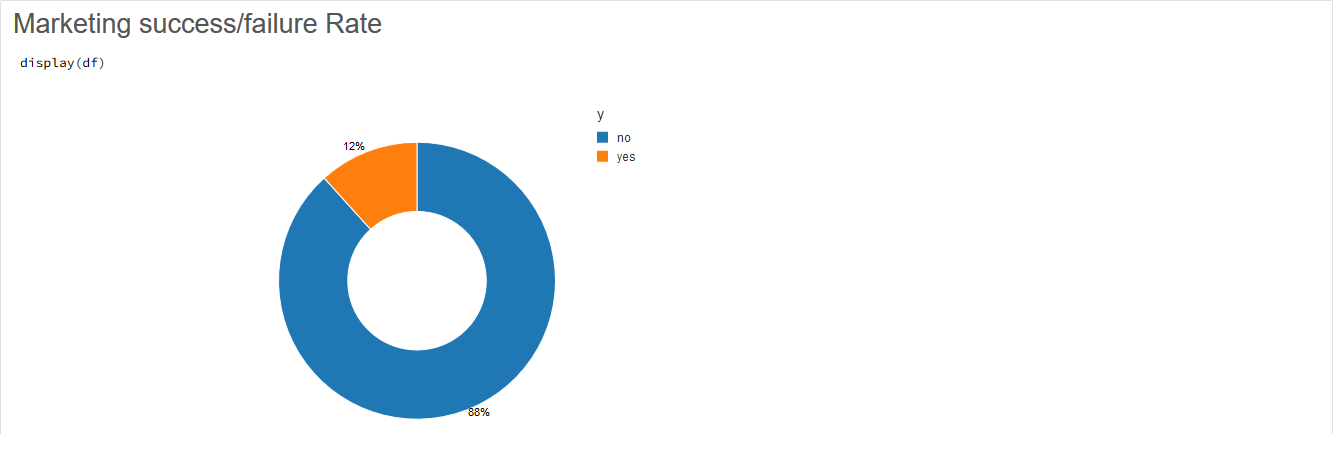 Marketing success/failure Rate
display(df)
y
no
yes
12%
88%